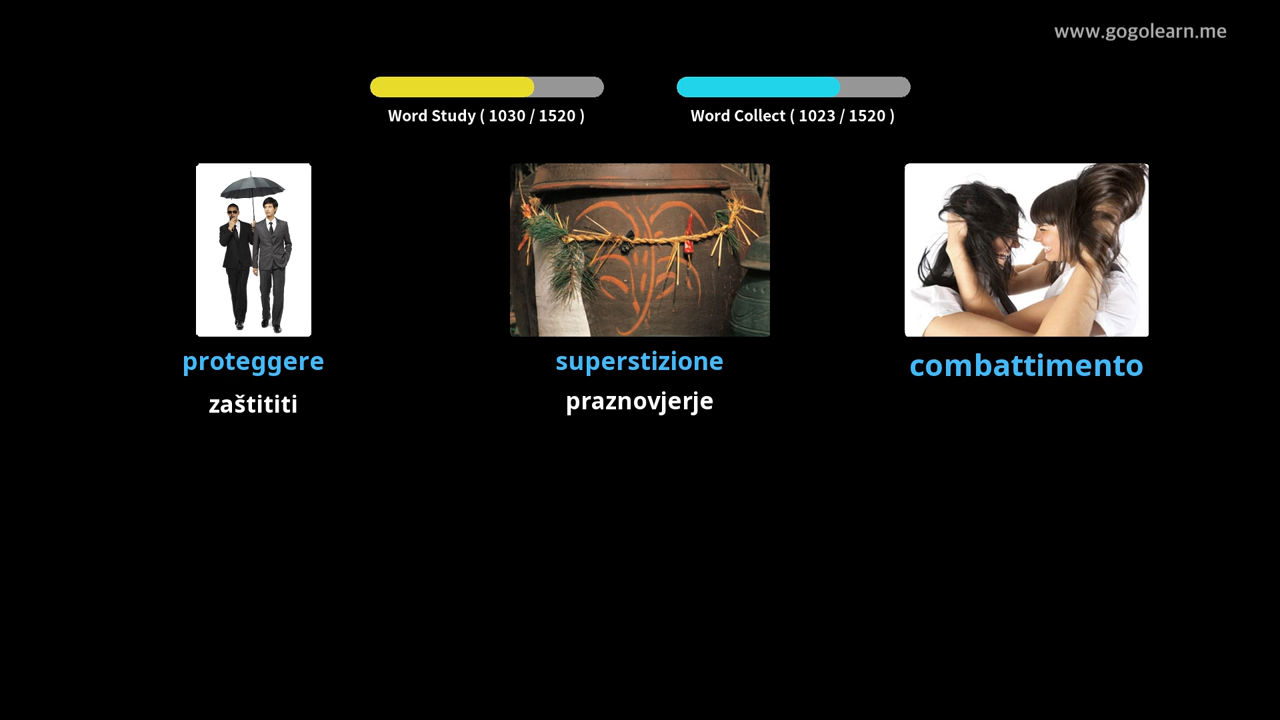 www.gogolearn.me
Word Study ( 1030 / 1520 )
Word Collect ( 1023 / 1520 )
proteggere
zaštititi
superstizione
praznovjerje
combattimento